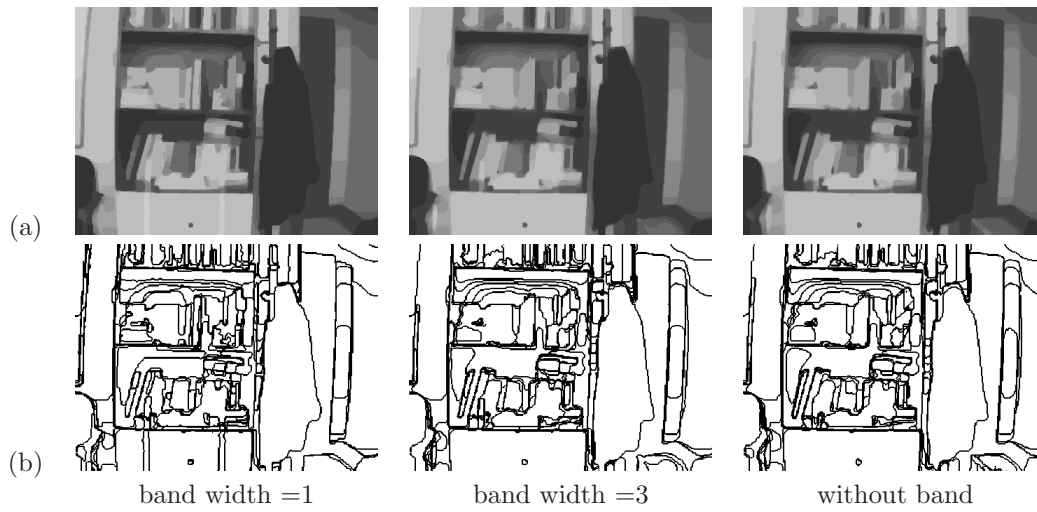 (a)
(b)
band width =1
band width =3
without band